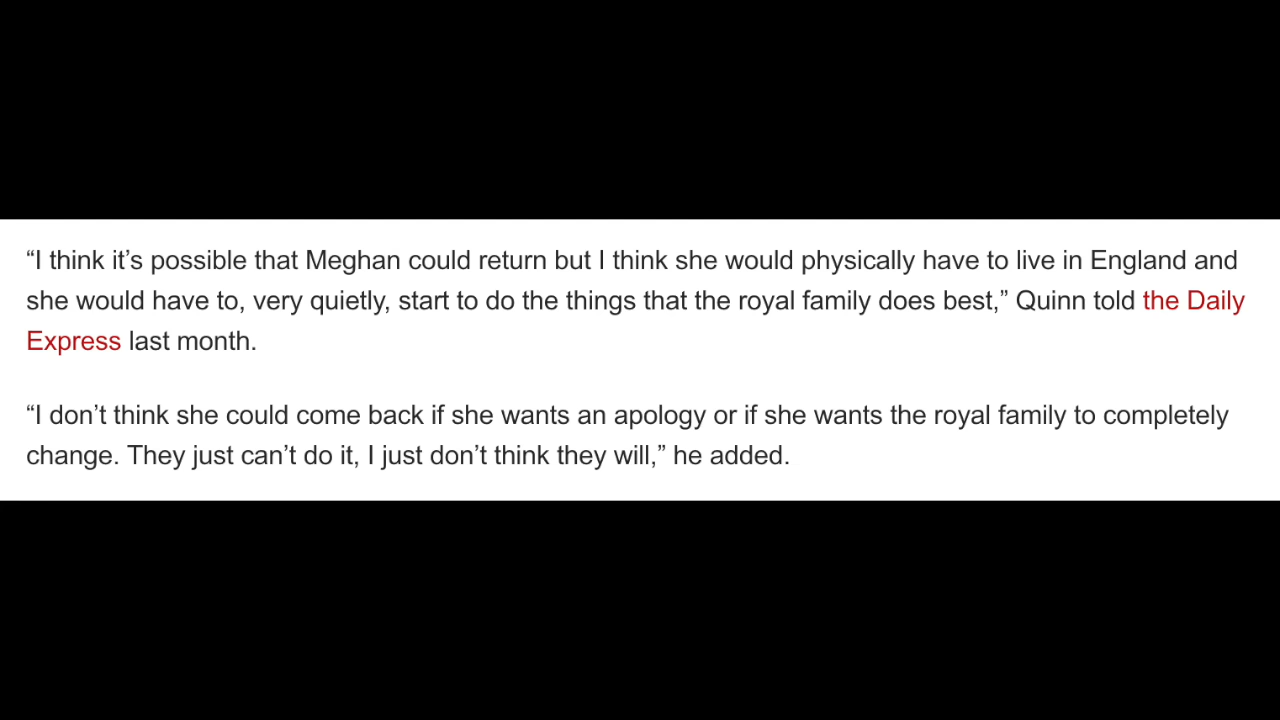 “I think it’s possible that Meghan could return but I think she would physically have to live in England and
she would have to, very quietly, start to do the things that the royal family does best,” Quinn told the Daily
Express last month.
“I don’t think she could come back if she wants an apology or if she wants the royal family to completely
change. They just can’t do it, I just don’t think they will,” he added.